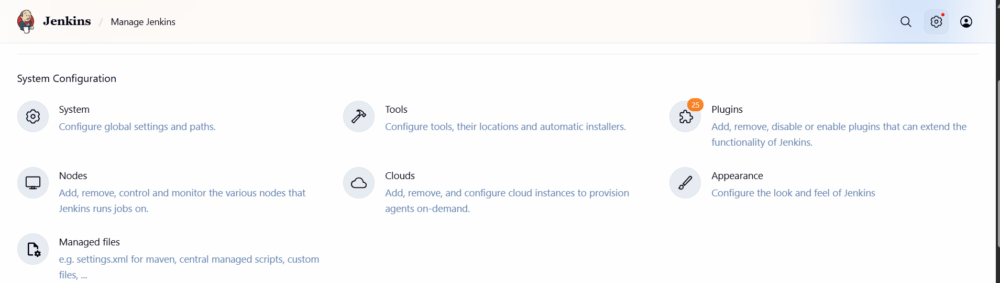 Jenkins / Manage Jenkins
System Configuration
System
Configure global settings and paths.
Tools
Configure tools, their locations and automatic installers.
25
Plugins
Add, remove, disable or enable plugins that can extend the
functionality of Jenkins.
Nodes
Add, remove, control and monitor the various nodes that
Jenkins runs jobs on.
Clouds
Add, remove, and configure cloud instances to provision
agents on-demand.
Appearance
Configure the look and feel of Jenkins
Managed files
e.g. settings.xml for maven, central managed scripts, custom
files, ...